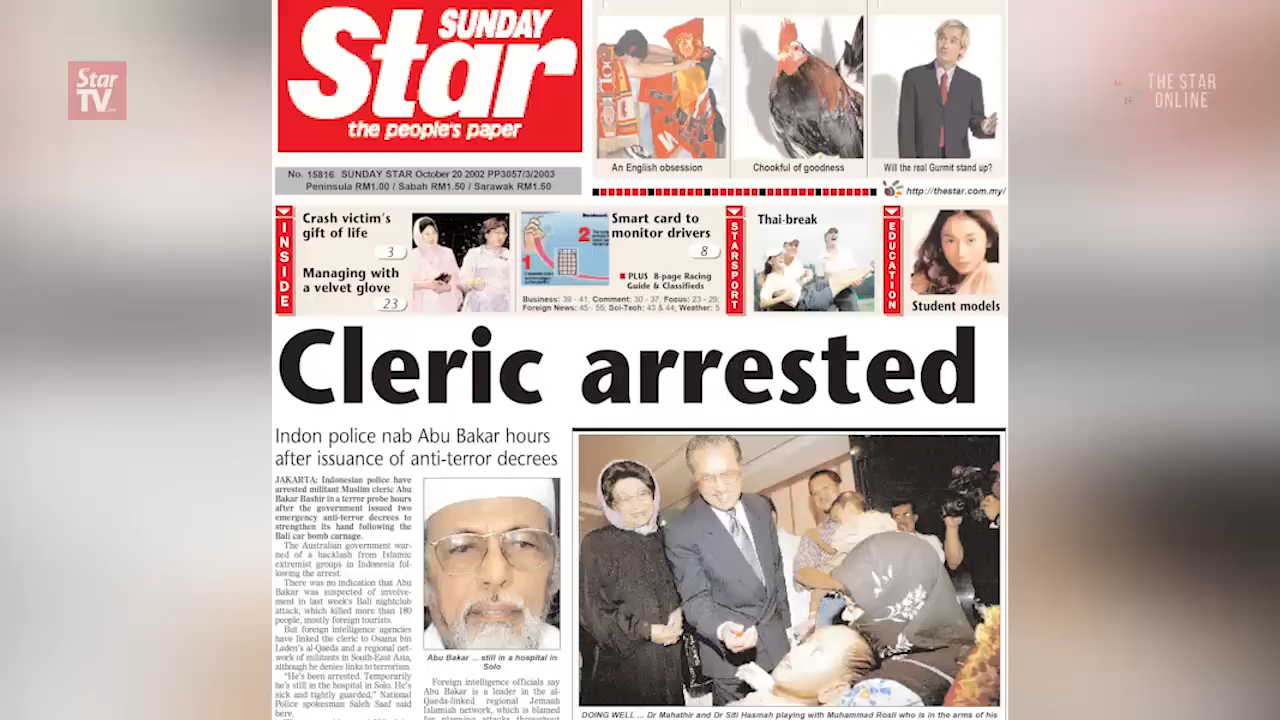 Star
TV
THE STAR
ONLINE
SUNDAY
Star
the people's paper
An English obsession
Chookful of goodness
Will the real Gurmit stand up?
No. 15816 SUNDAY STAR October 20 2002 PP3057/3/2003
Peninsula RM1.00 / Sabah RM1.50 / Sarawak RM1.50
http://thestar.com.my/
INSIDE
Crash victim's
gift of life
3
Managing with
a velvet glove
23
1
2
Smart card to
monitor drivers
8
PLUS 8-page Racing
Guide & Classifieds
Business: 39 - 41; Comment: 30 - 37; Focus: 23 - 29;
Foreign News: 45 - 55; Sci-Tech: 43 & 44; Weather: 5
STARSPORT
Thai-break
EDUCATION
Student models
Cleric arrested
Indon police nab Abu Bakar hours
after issuance of anti-terror decrees
JAKARTA: Indonesian police have
arrested militant Muslim cleric Abu
Bakar Bashir in a terror probe hours
after the government issued two
emergency anti-terror decrees to
strengthen its hand following the
Bali car bomb carnage.
The Australian government war-
ned of a backlash from Islamic
extremist groups in Indonesia fol-
lowing the arrest.
There was no indication that Abu
Bakar was suspected of involve-
ment in last week's Bali nightclub
attack, which killed more than 180
people, mostly foreign tourists.
But foreign intelligence agencies
have linked the cleric to Osama bin
Laden's al-Qaeda and a regional net-
work of militants in South-East Asia,
although he denies links to terrorism.
"He's been arrested. Temporarily
he's still in the hospital in Solo. He's
sick and tightly guarded," National
Police spokesman Saleh Saaf said
here.
Abu Bakar ... still in a hospital in
Solo
Foreign intelligence officials say
Abu Bakar is a leader in the al-
Qaeda-linked regional Jemaah
Islamiah network, which is blamed
for planning attacks throughout
DOING WELL ... Dr Mahathir and Dr Siti Hasmah playing with Muhammad Rosli who is in the arms of his